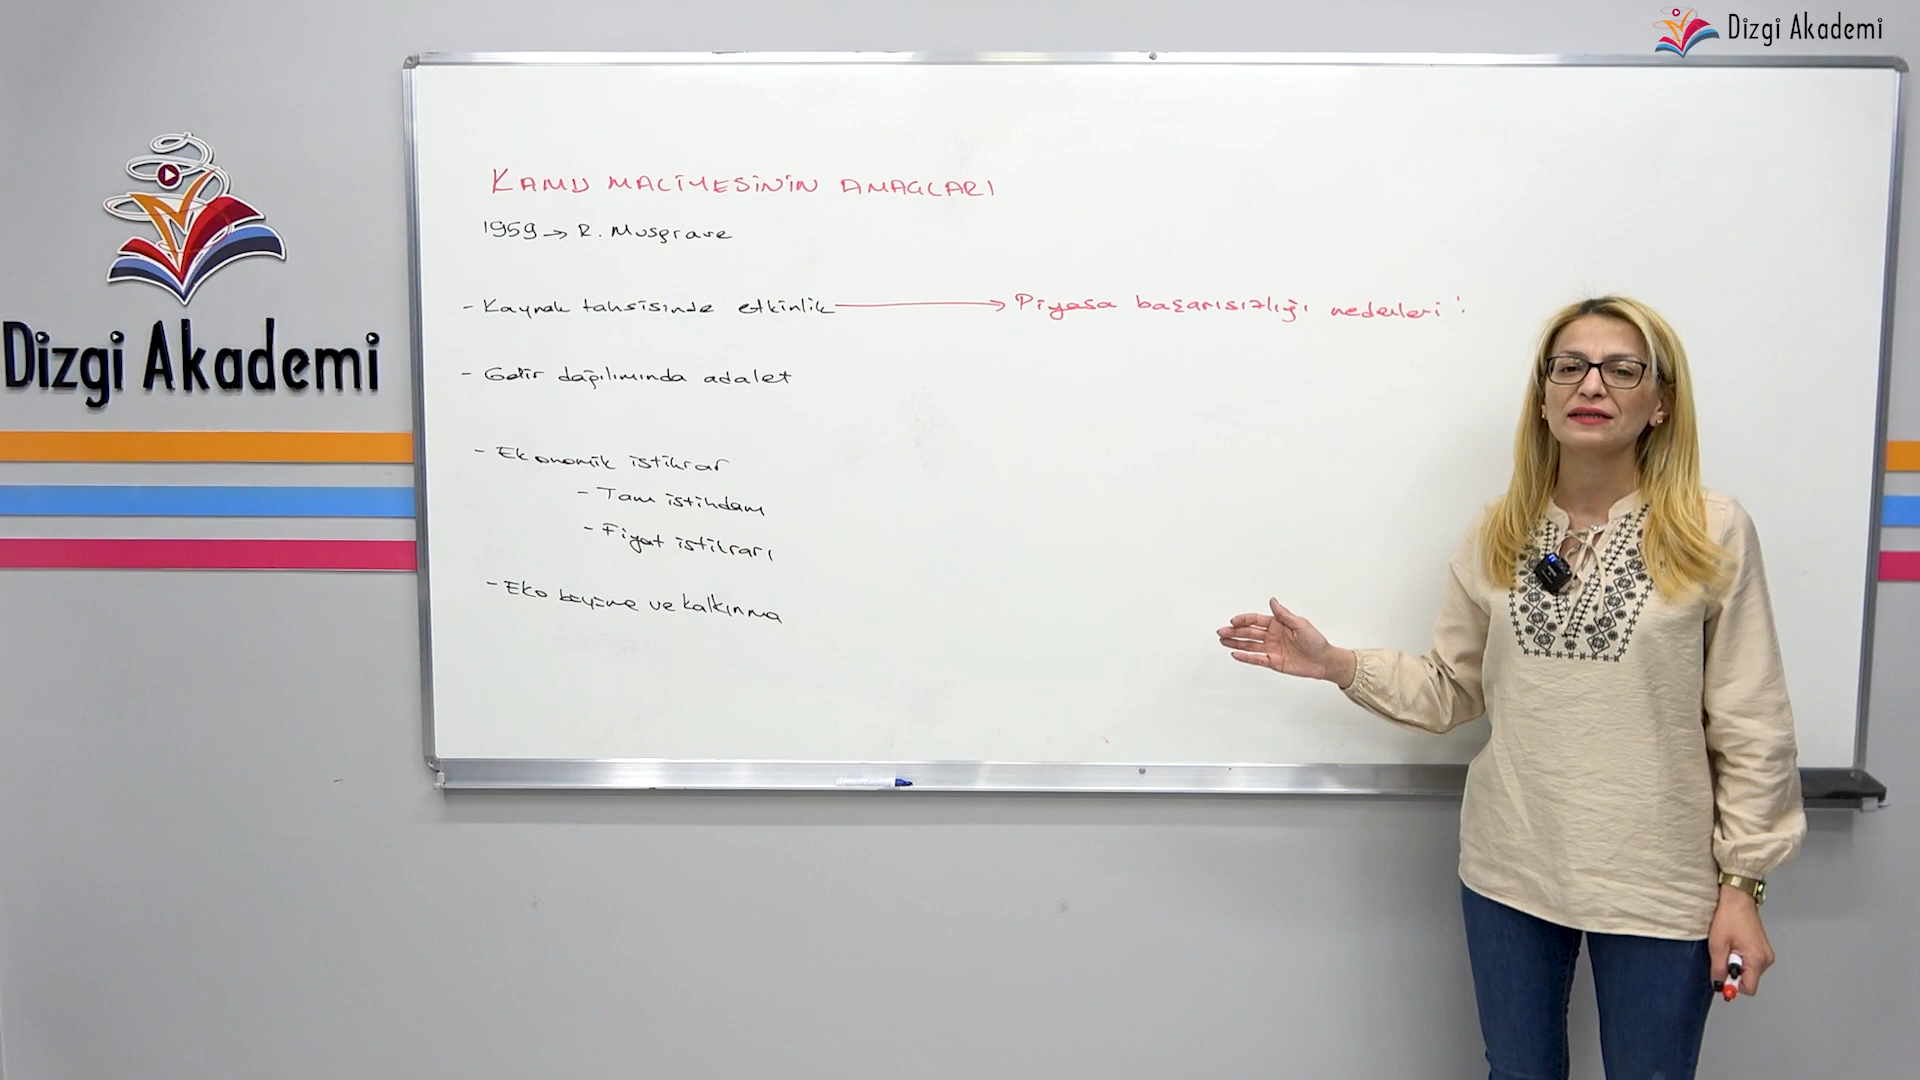 Dizgi Akademi
Dizgi Akademi
KAMU MALİYESİNİN AMAÇLARI
1959 → R. Musgrave
- Kaynak tahsisinde etkinlik → Piyasa başarısızlığı nedenleri :
- Gelir dağılımında adalet
- Ekonomik istikrar
- Tam istihdam
- Fiyat istikrarı
- Eko büyüme ve kalkınma